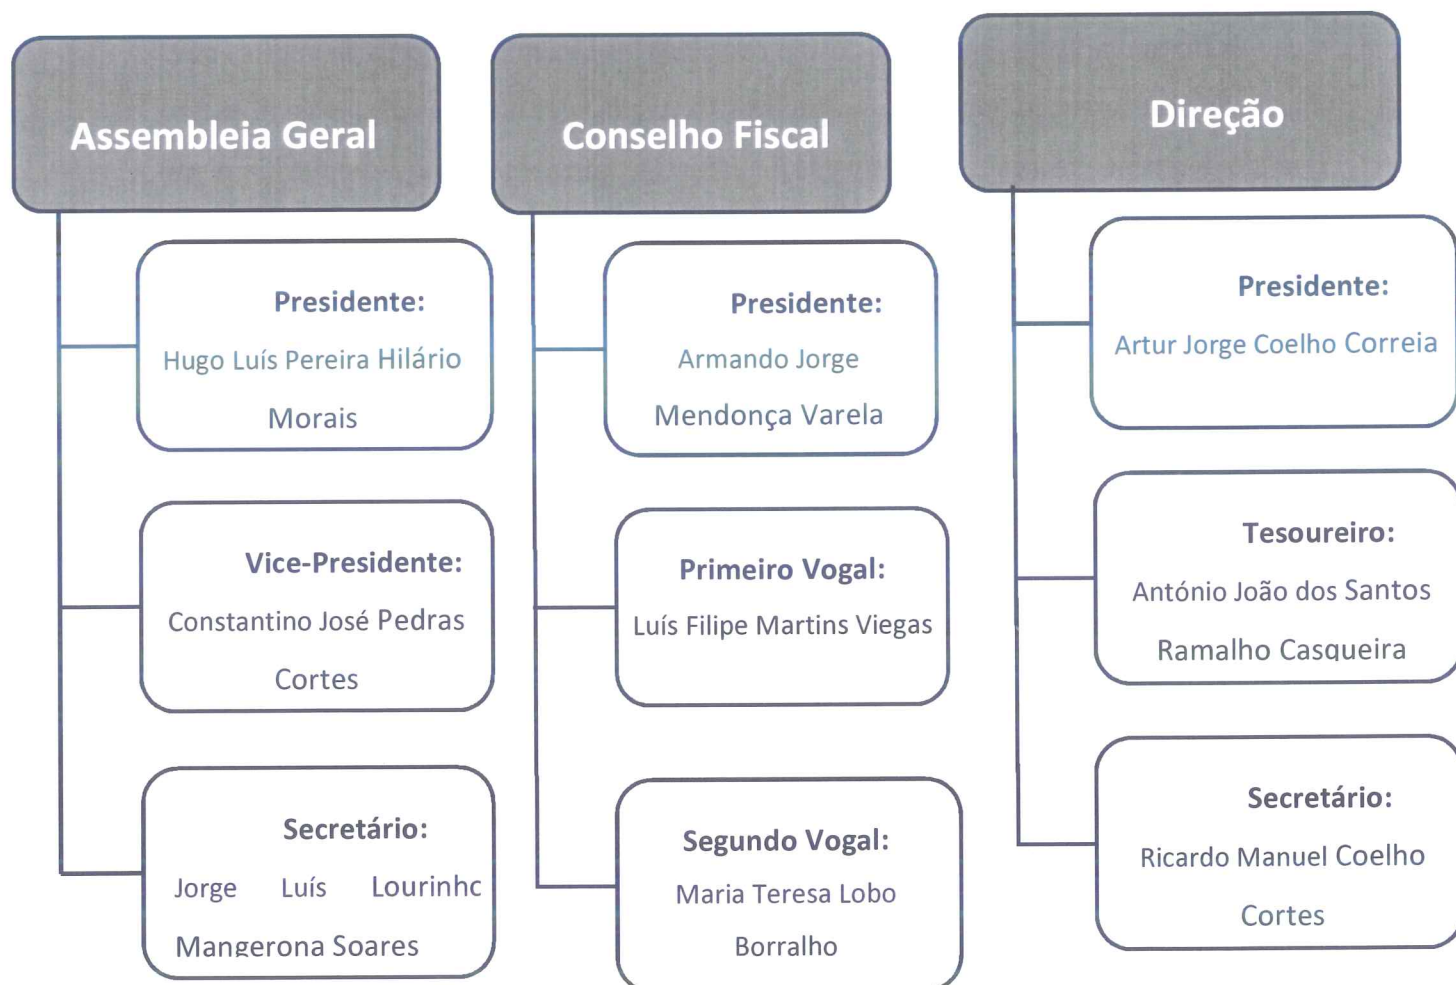 Assembleia Geral
Presidente:
Hugo Luís Pereira Hilário
Morais
Vice-Presidente:
Constantino José Pedras
Cortes
Secretário:
Jorge Luís
Mangerona Soares
Conselho Fiscal
Presidente:
Armando Jorge
Mendonça Varela
Primeiro Vogal:
Luís Filipe Martins Viegas
Segundo Vogal:
Maria Teresa Lobo
Borralho
Direção
Presidente:
Artur Jorge Coelho Correia
Tesoureiro:
António João dos Santos
Ramalho Casqueira
Secretário:
Ricardo Manuel Coelho
Cortes